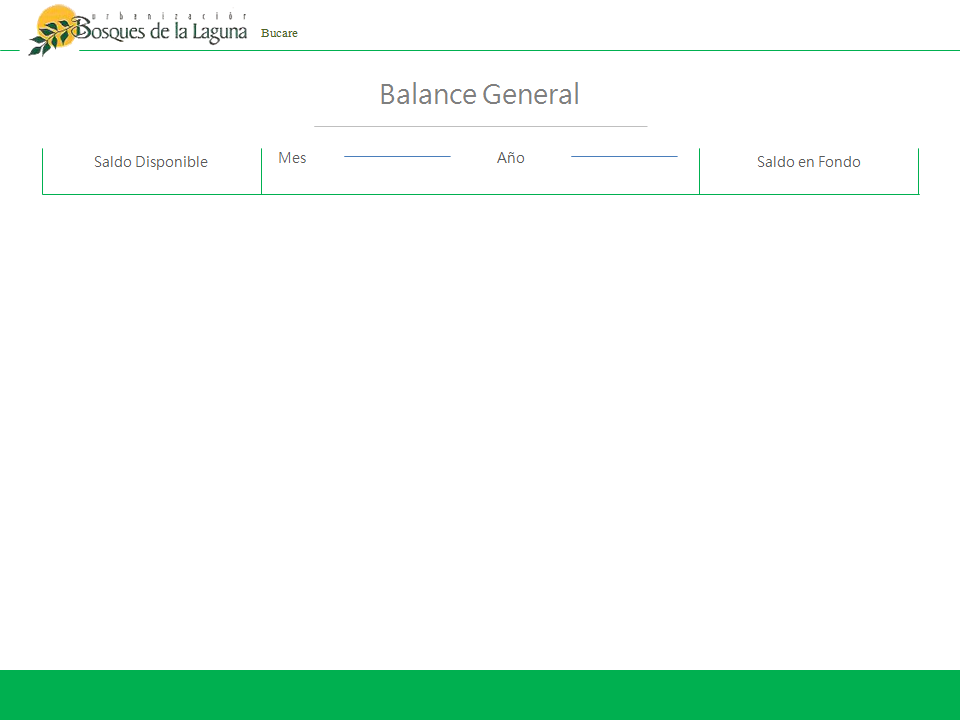 urbanización
Bosques de la Laguna
Bucare
Balance General
Saldo Disponible
Mes
Año
Saldo en Fondo